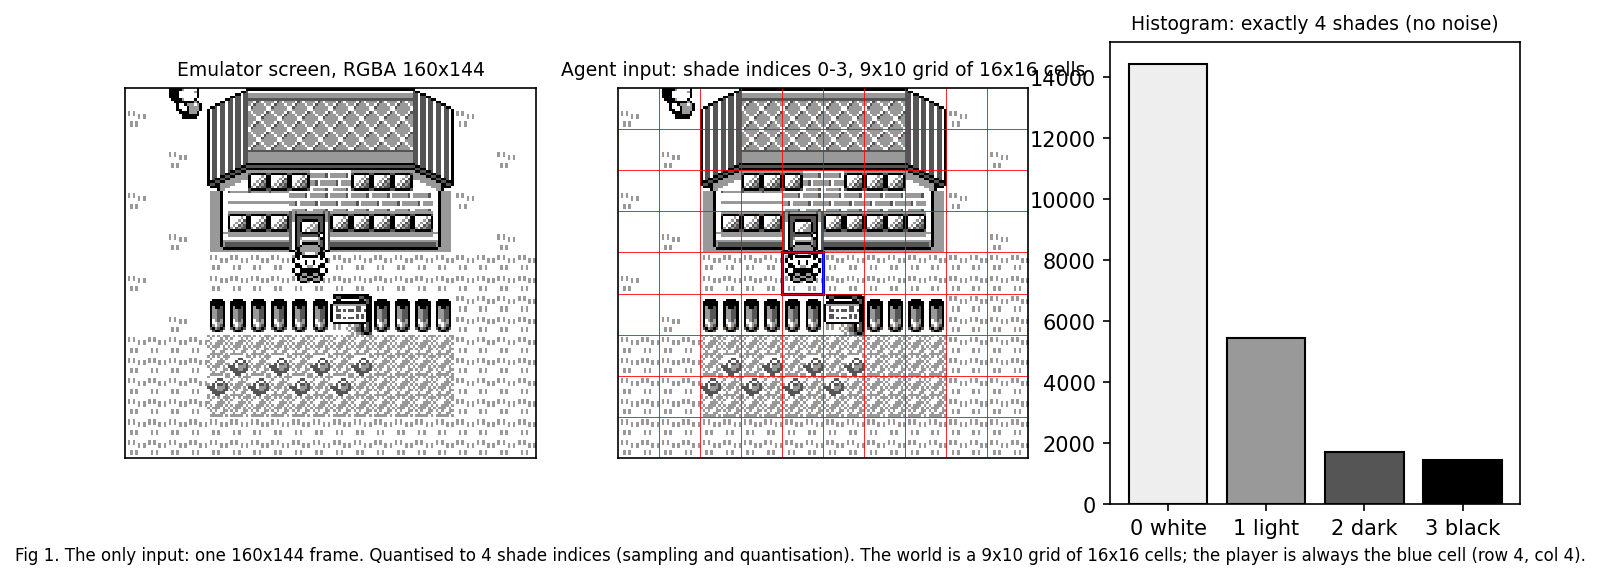 Emulator screen, RGBA 160x144
Agent input: shade indices 0-3, 9x10 grid of 16x16 cells
Histogram: exactly 4 shades (no noise)
14000
12000
10000
8000
6000
4000
2000
0
0 white 1 light 2 dark 3 black
Fig 1. The only input: one 160x144 frame. Quantised to 4 shade indices (sampling and quantisation). The world is a 9x10 grid of 16x16 cells; the player is always the blue cell (row 4, col 4).